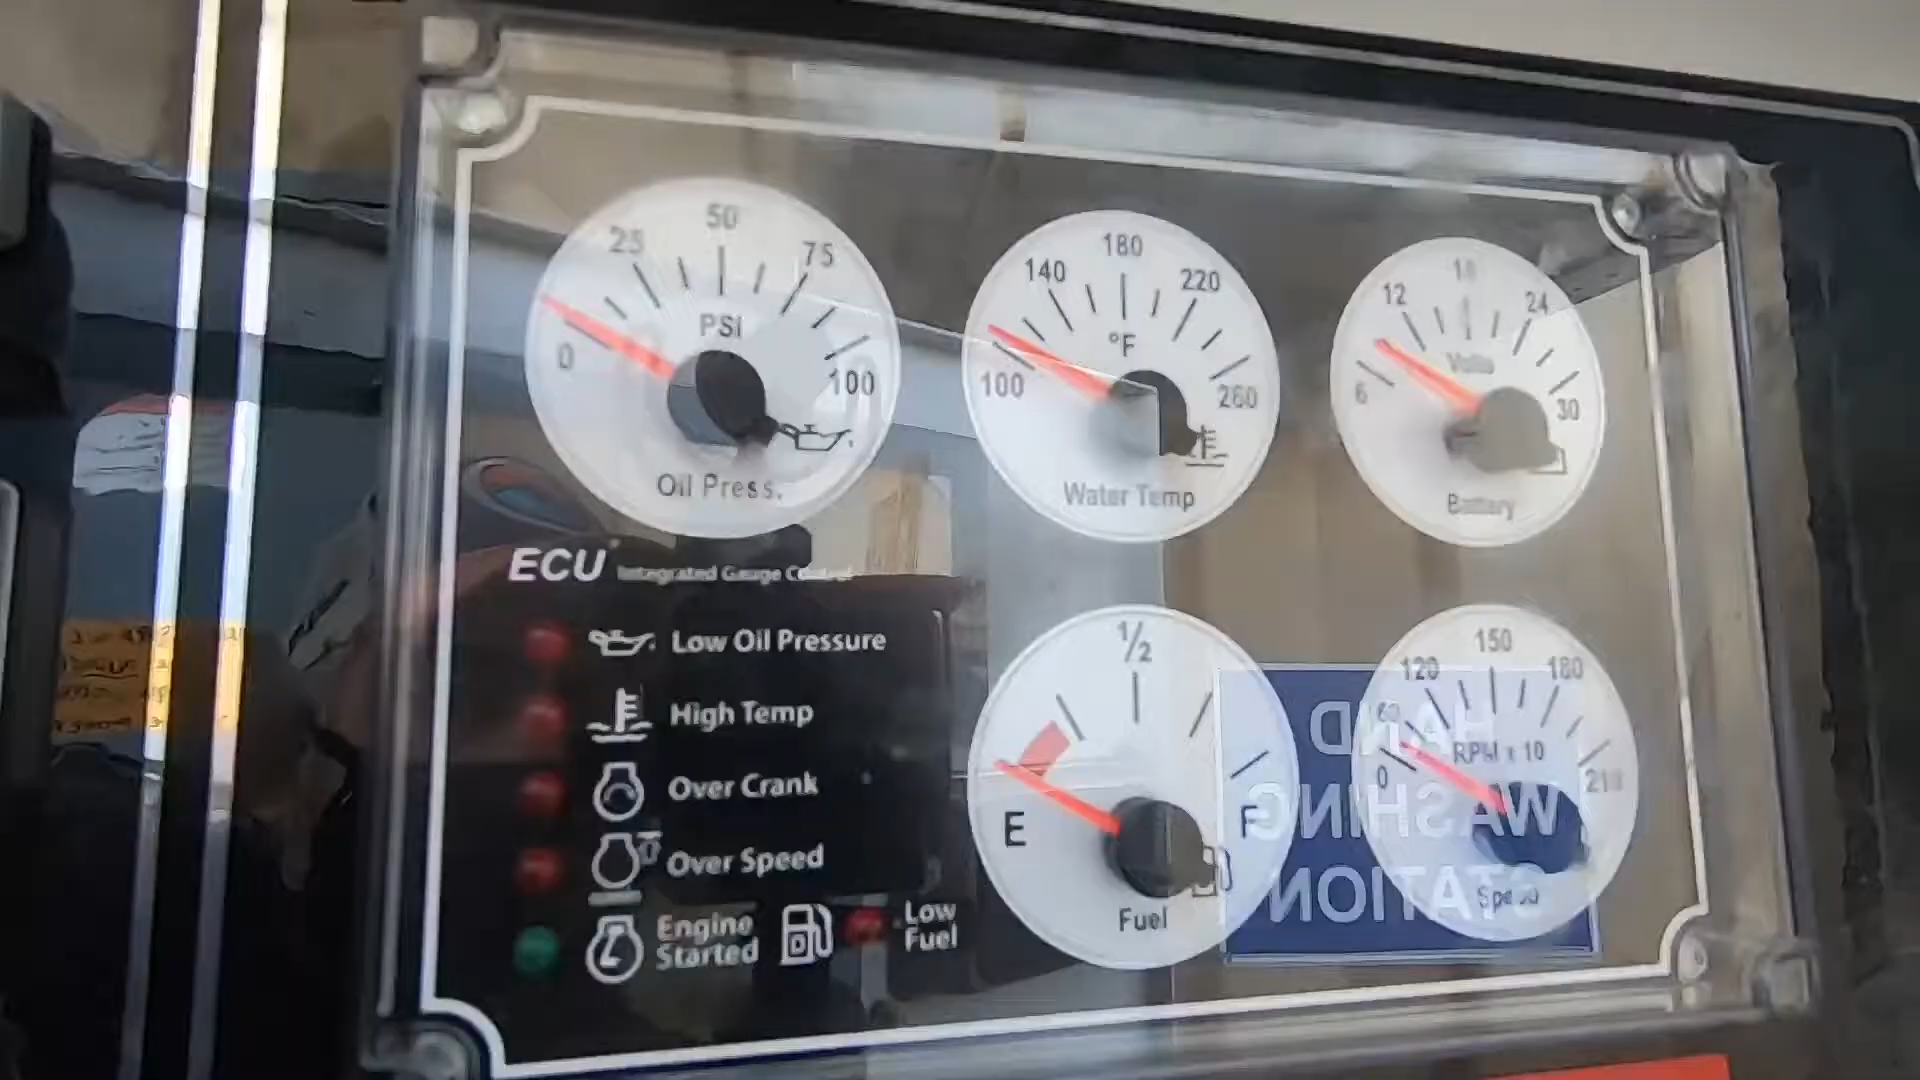 50
25
75
PSI
0
100
Oil Press.
180
140
220
°F
100
260
Water Temp
18
12
24
Volts
6
30
Battery
ECU Integrated Gauge
Low Oil Pressure
High Temp
Over Crank
Over Speed
Engine
Started
Low
Fuel
1/2
E
F
Fuel
150
120
180
60
RPM x 10
0
210
Speed
HAND
WASHING
STATION